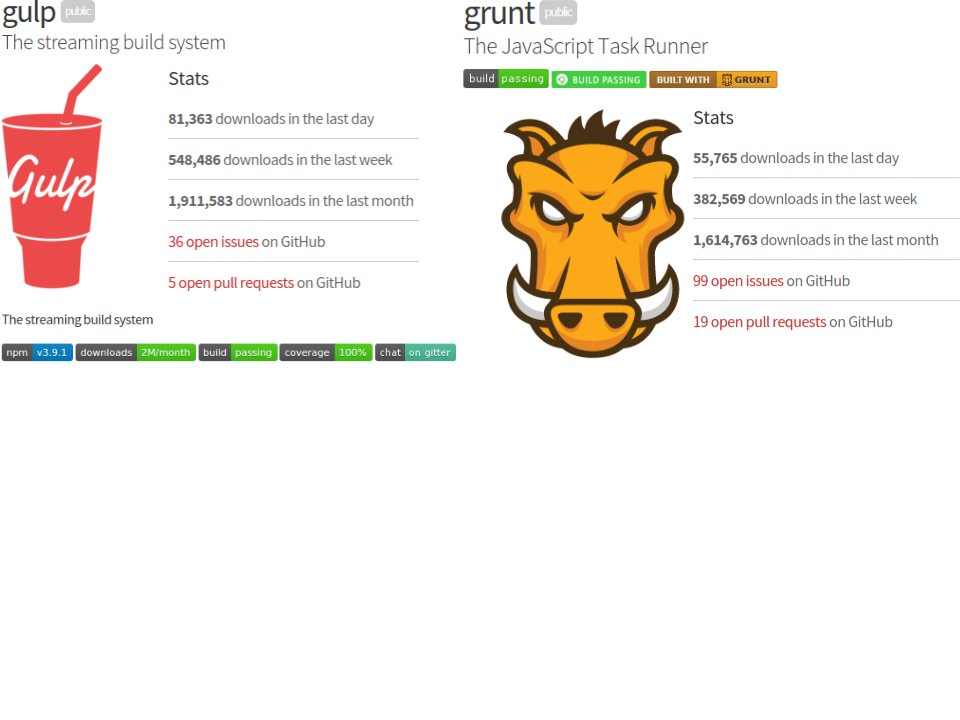 gulp public
The streaming build system
Gulp
Stats
81,363 downloads in the last day
548,486 downloads in the last week
1,911,583 downloads in the last month
36 open issues on GitHub
5 open pull requests on GitHub
The streaming build system
npm v3.9.1 downloads 2M/month build passing coverage 100% chat on gitter
grunt public
The JavaScript Task Runner
build passing BUILD PASSING BUILT WITH GRUNT
Stats
55,765 downloads in the last day
382,569 downloads in the last week
1,614,763 downloads in the last month
99 open issues on GitHub
19 open pull requests on GitHub